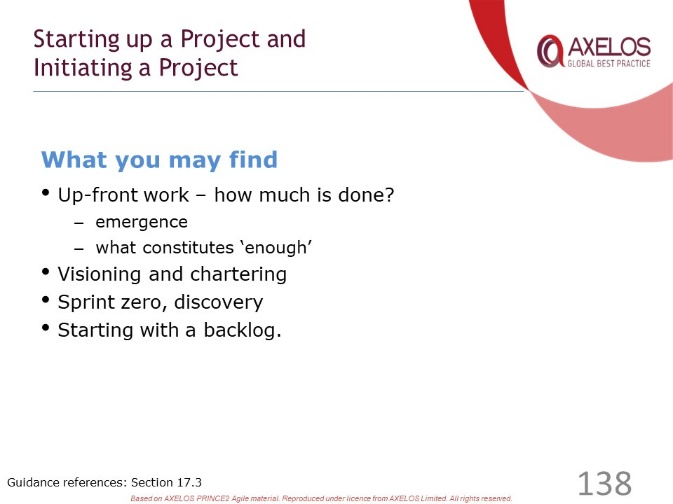 Starting up a Project and
Initiating a Project
AXELOS
GLOBAL BEST PRACTICE
What you may find
• Up-front work – how much is done?
– emergence
– what constitutes ‘enough’
• Visioning and chartering
• Sprint zero, discovery
• Starting with a backlog.
Guidance references: Section 17.3
138
Based on AXELOS PRINCE2 Agile material. Reproduced under licence from AXELOS Limited. All rights reserved.